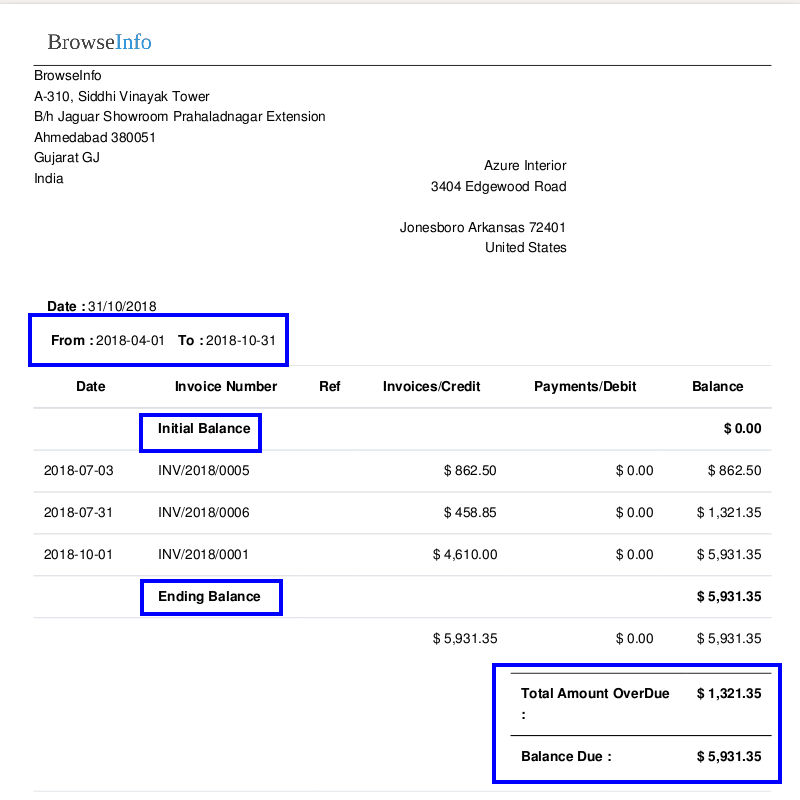 BrowseInfo
BrowseInfo
A-310, Siddhi Vinayak Tower
B/h Jaguar Showroom Prahaladnagar Extension
Ahmedabad 380051
Gujarat GJ
India
Azure Interior
3404 Edgewood Road
Jonesboro Arkansas 72401
United States
Date : 31/10/2018
From : 2018-04-01 To : 2018-10-31
Date Invoice Number Ref Invoices/Credit Payments/Debit Balance
Initial Balance $ 0.00
2018-07-03 INV/2018/0005 $ 862.50 $ 0.00 $ 862.50
2018-07-31 INV/2018/0006 $ 458.85 $ 0.00 $ 1,321.35
2018-10-01 INV/2018/0001 $ 4,610.00 $ 0.00 $ 5,931.35
Ending Balance $ 5,931.35
$ 5,931.35 $ 0.00 $ 5,931.35
Total Amount OverDue $ 1,321.35
:
Balance Due : $ 5,931.35